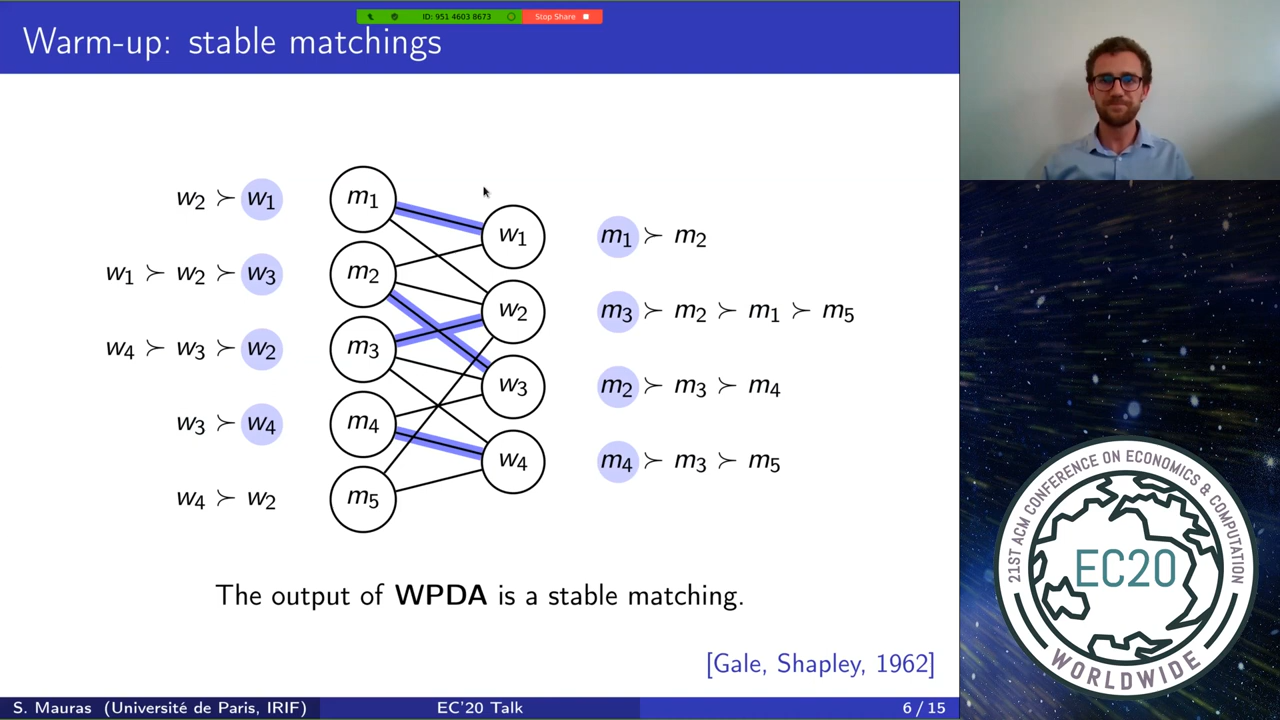 ID: 951 4603 8673 Stop Share
Warm-up: stable matchings
w2 ≻ w1 m1
w1 m1 ≻ m2
w1 ≻ w2 ≻ w3 m2
w2 m3 ≻ m2 ≻ m1 ≻ m5
w4 ≻ w3 ≻ w2 m3
w3 m2 ≻ m3 ≻ m4
w3 ≻ w4 m4
w4 m4 ≻ m3 ≻ m5
w4 ≻ w2 m5
The output of WPDA is a stable matching.
[Gale, Shapley, 1962]
S. Mauras (Université de Paris, IRIF) EC'20 Talk 6 / 15
21ST ACM CONFERENCE ON ECONOMICS & COMPUTATION
EC20
WORLDWIDE